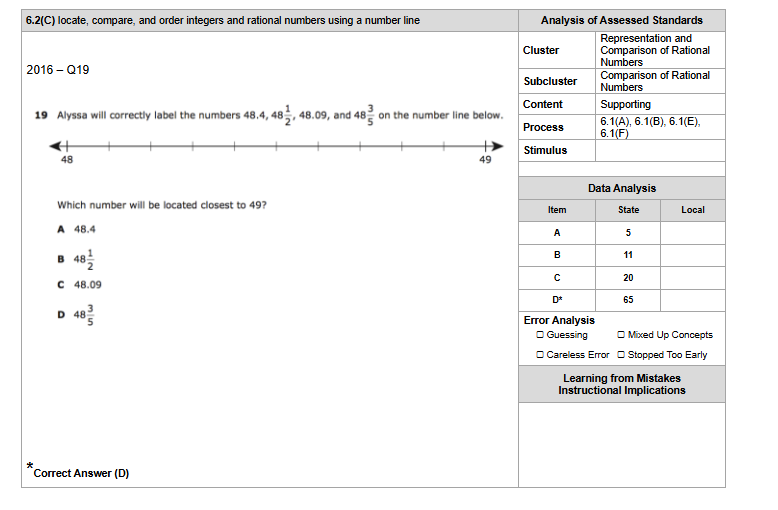 6.2(C) locate, compare, and order integers and rational numbers using a number line
2016 – Q19
19 Alyssa will correctly label the numbers 48.4, 48 1/2, 48.09, and 48 3/5 on the number line below.
48 49
Which number will be located closest to 49?
A 48.4
B 48 1/2
C 48.09
D 48 3/5
*Correct Answer (D)
Analysis of Assessed Standards
Cluster Representation and
Comparison of Rational
Numbers
Subcluster Comparison of Rational
Numbers
Content Supporting
Process 6.1(A), 6.1(B), 6.1(E),
6.1(F)
Stimulus
Data Analysis
Item State Local
A 5
B 11
C 20
D* 65
Error Analysis
☐ Guessing ☐ Mixed Up Concepts
☐ Careless Error ☐ Stopped Too Early
Learning from Mistakes
Instructional Implications